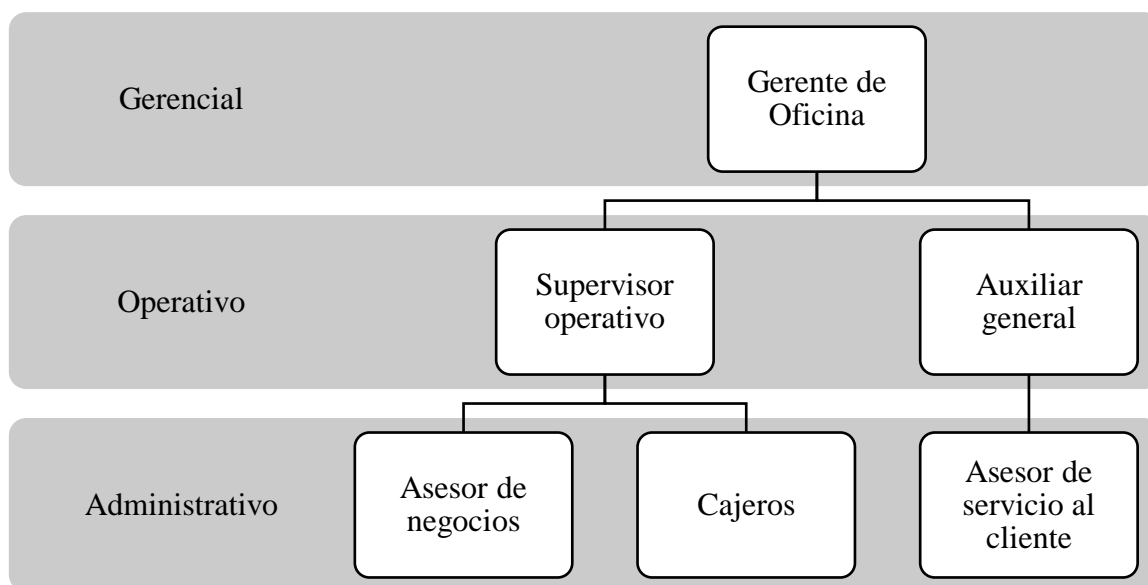 Gerencial
Gerente de
Oficina
Operativo
Supervisor
operativo
Auxiliar
general
Administrativo
Asesor de
negocios
Cajeros
Asesor de
servicio al
cliente